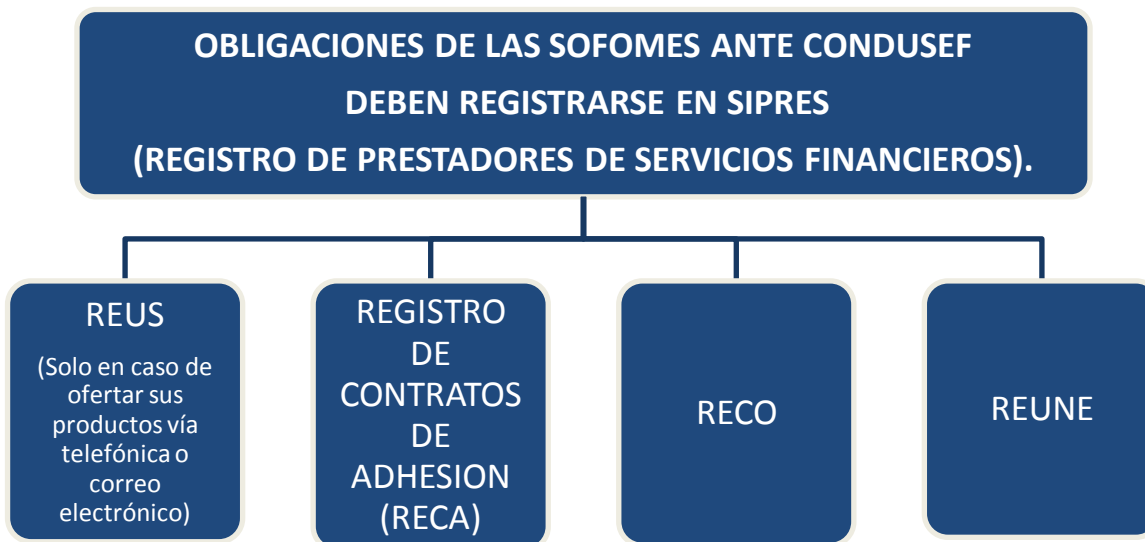 OBLIGACIONES DE LAS SOFOMES ANTE CONDUSEF
DEBEN REGISTRARSE EN SIPRES
(REGISTRO DE PRESTADORES DE SERVICIOS FINANCIEROS).
REUS
(Solo en caso de
ofertar sus
productos vía
telefónica o
correo
electrónico)
REGISTRO
DE
CONTRATOS
DE
ADHESION
(RECA)
RECO
REUNE